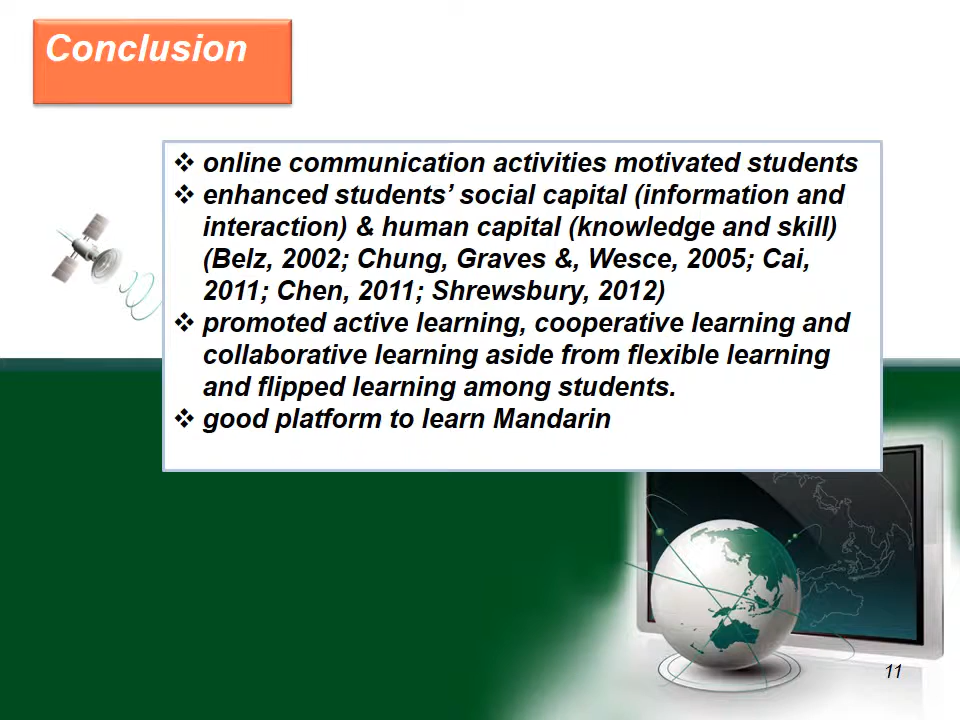 Conclusion
❖ online communication activities motivated students
❖ enhanced students’ social capital (information and
interaction) & human capital (knowledge and skill)
(Belz, 2002; Chung, Graves &, Wesce, 2005; Cai,
2011; Chen, 2011; Shrewsbury, 2012)
❖ promoted active learning, cooperative learning and
collaborative learning aside from flexible learning
and flipped learning among students.
❖ good platform to learn Mandarin
11